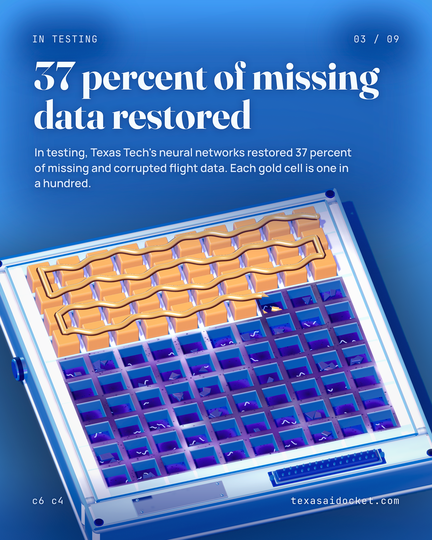 IN TESTING
03 / 09
37 percent of missing
data restored
In testing, Texas Tech's neural networks restored 37 percent
of missing and corrupted flight data. Each gold cell is one in
a hundred.
c6 c4
texasaidocket.com